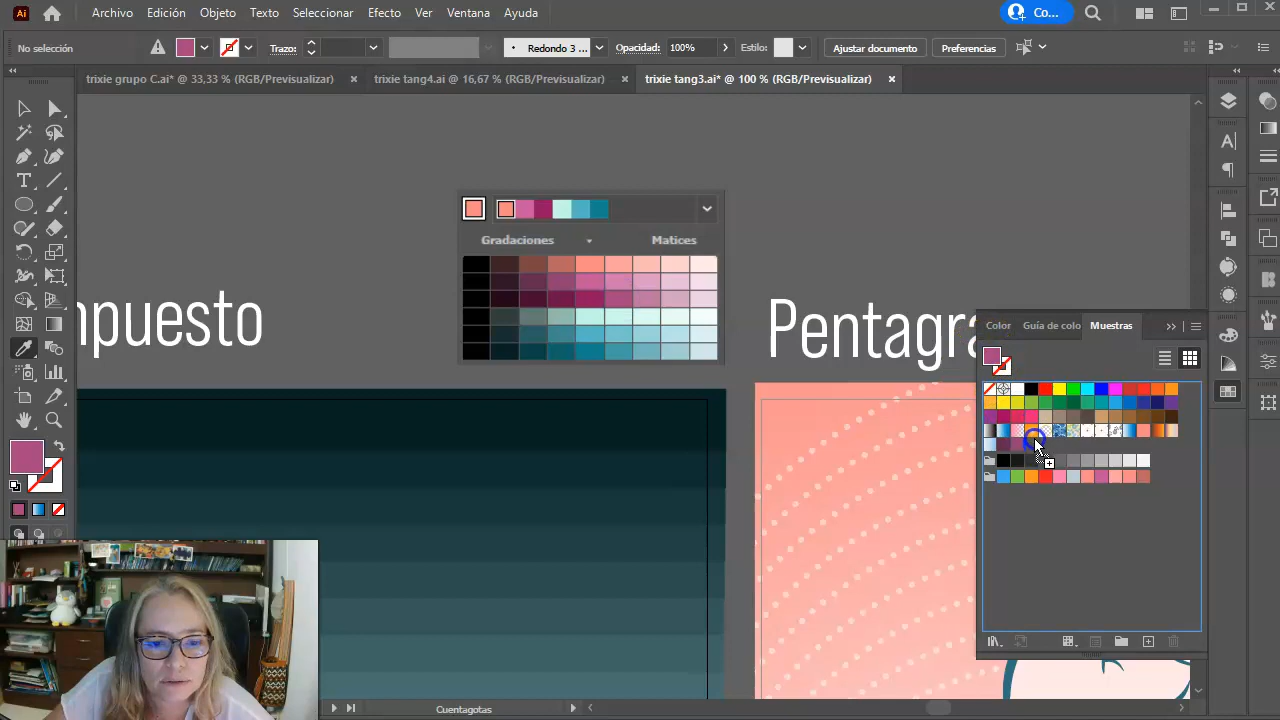 Ai
Archivo Edición Objeto Texto Seleccionar Efecto Ver Ventana Ayuda
Co...
No selección
Trazo:
Redondo 3 ...
Opacidad: 100%
Estilo:
Ajustar documento
Preferencias
trixie grupo C.ai* @ 33,33 % (RGB/Previsualizar)
trixie tang4.ai @ 16,67 % (RGB/Previsualizar)
trixie tang3.ai* @ 100 % (RGB/Previsualizar)
Gradaciones Matices
npuesto
Pentagra
Color Guía de colo Muestras
Cuentagotas